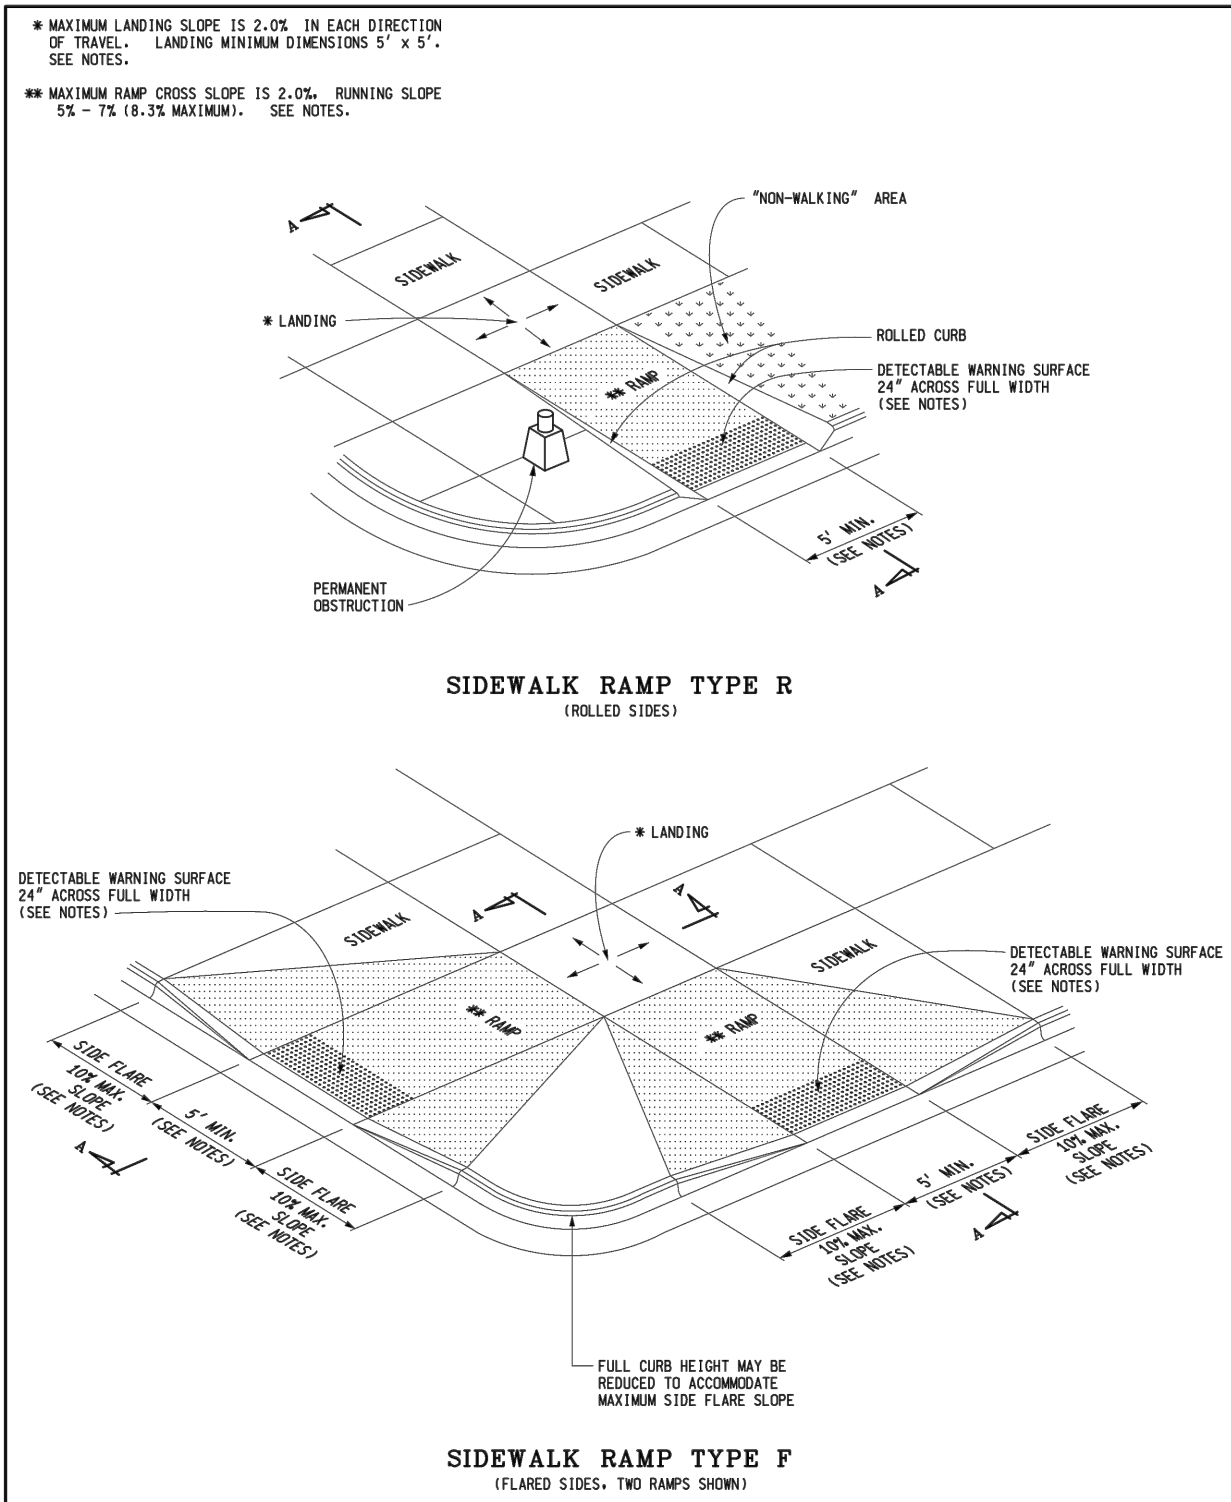 * MAXIMUM LANDING SLOPE IS 2.0% IN EACH DIRECTION
OF TRAVEL. LANDING MINIMUM DIMENSIONS 5' x 5'.
SEE NOTES.
** MAXIMUM RAMP CROSS SLOPE IS 2.0%, RUNNING SLOPE
5% - 7% (8.3% MAXIMUM). SEE NOTES.
"NON-WALKING" AREA
A
SIDEWALK
SIDEWALK
* LANDING
ROLLED CURB
DETECTABLE WARNING SURFACE
24" ACROSS FULL WIDTH
(SEE NOTES)
** RAMP
5' MIN.
(SEE NOTES)
A
PERMANENT
OBSTRUCTION
SIDEWALK RAMP TYPE R
(ROLLED SIDES)
* LANDING
DETECTABLE WARNING SURFACE
24" ACROSS FULL WIDTH
(SEE NOTES)
A
A
SIDEWALK
SIDEWALK
DETECTABLE WARNING SURFACE
24" ACROSS FULL WIDTH
(SEE NOTES)
** RAMP
** RAMP
SIDE FLARE
10% MAX.
SLOPE
(SEE NOTES)
5' MIN.
(SEE NOTES)
A
SIDE FLARE
10% MAX.
SLOPE
(SEE NOTES)
SIDE FLARE
10% MAX.
SLOPE
(SEE NOTES)
5' MIN.
(SEE NOTES)
SIDE FLARE
10% MAX.
SLOPE
(SEE NOTES)
A
FULL CURB HEIGHT MAY BE
REDUCED TO ACCOMMODATE
MAXIMUM SIDE FLARE SLOPE
SIDEWALK RAMP TYPE F
(FLARED SIDES, TWO RAMPS SHOWN)